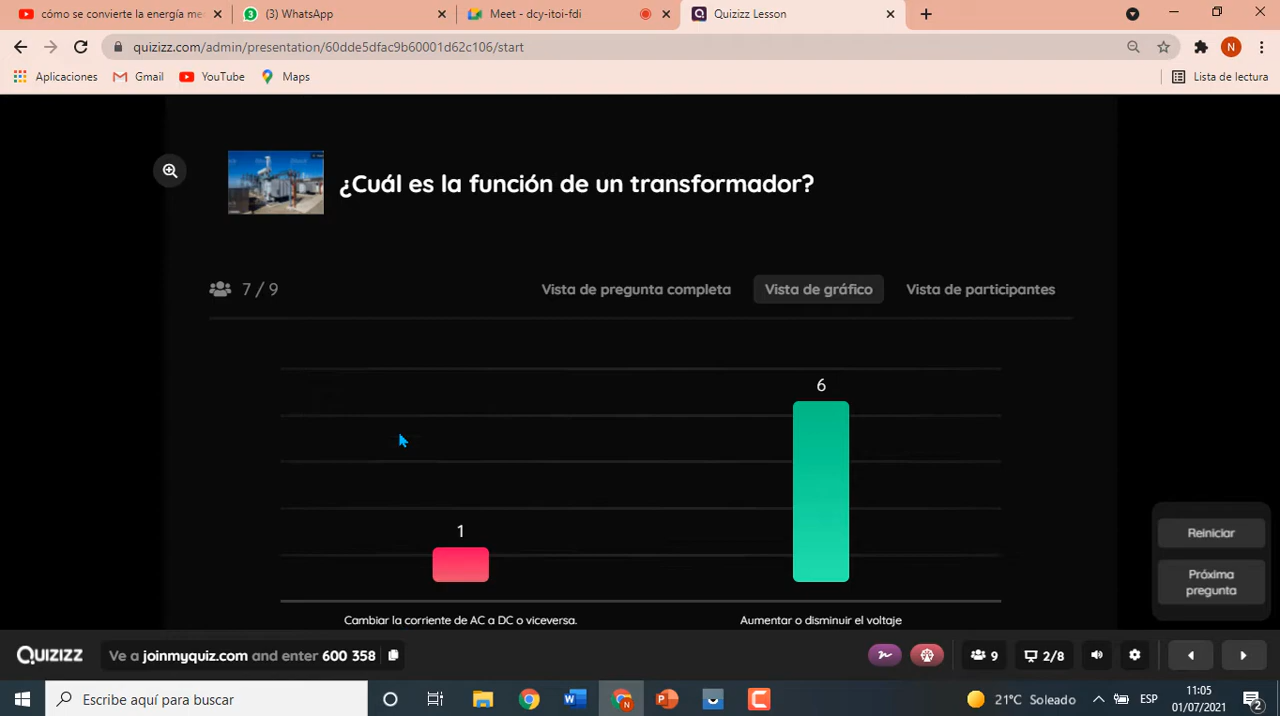 cómo se convierte la energía me
(3) WhatsApp
Meet - dcy-itoi-fdi
Quizizz Lesson
quizizz.com/admin/presentation/60dde5dfac9b60001d62c106/start
Aplicaciones
Gmail
YouTube
Maps
Lista de lectura
¿Cuál es la función de un transformador?
7 / 9
Vista de pregunta completa
Vista de gráfico
Vista de participantes
6
1
Cambiar la corriente de AC a DC o viceversa.
Aumentar o disminuir el voltaje
Reiniciar
Próxima
pregunta
Quizizz
Ve a joinmyquiz.com and enter 600 358
9
2/8
Escribe aquí para buscar
21°C Soleado
ESP
11:05
01/07/2021
2